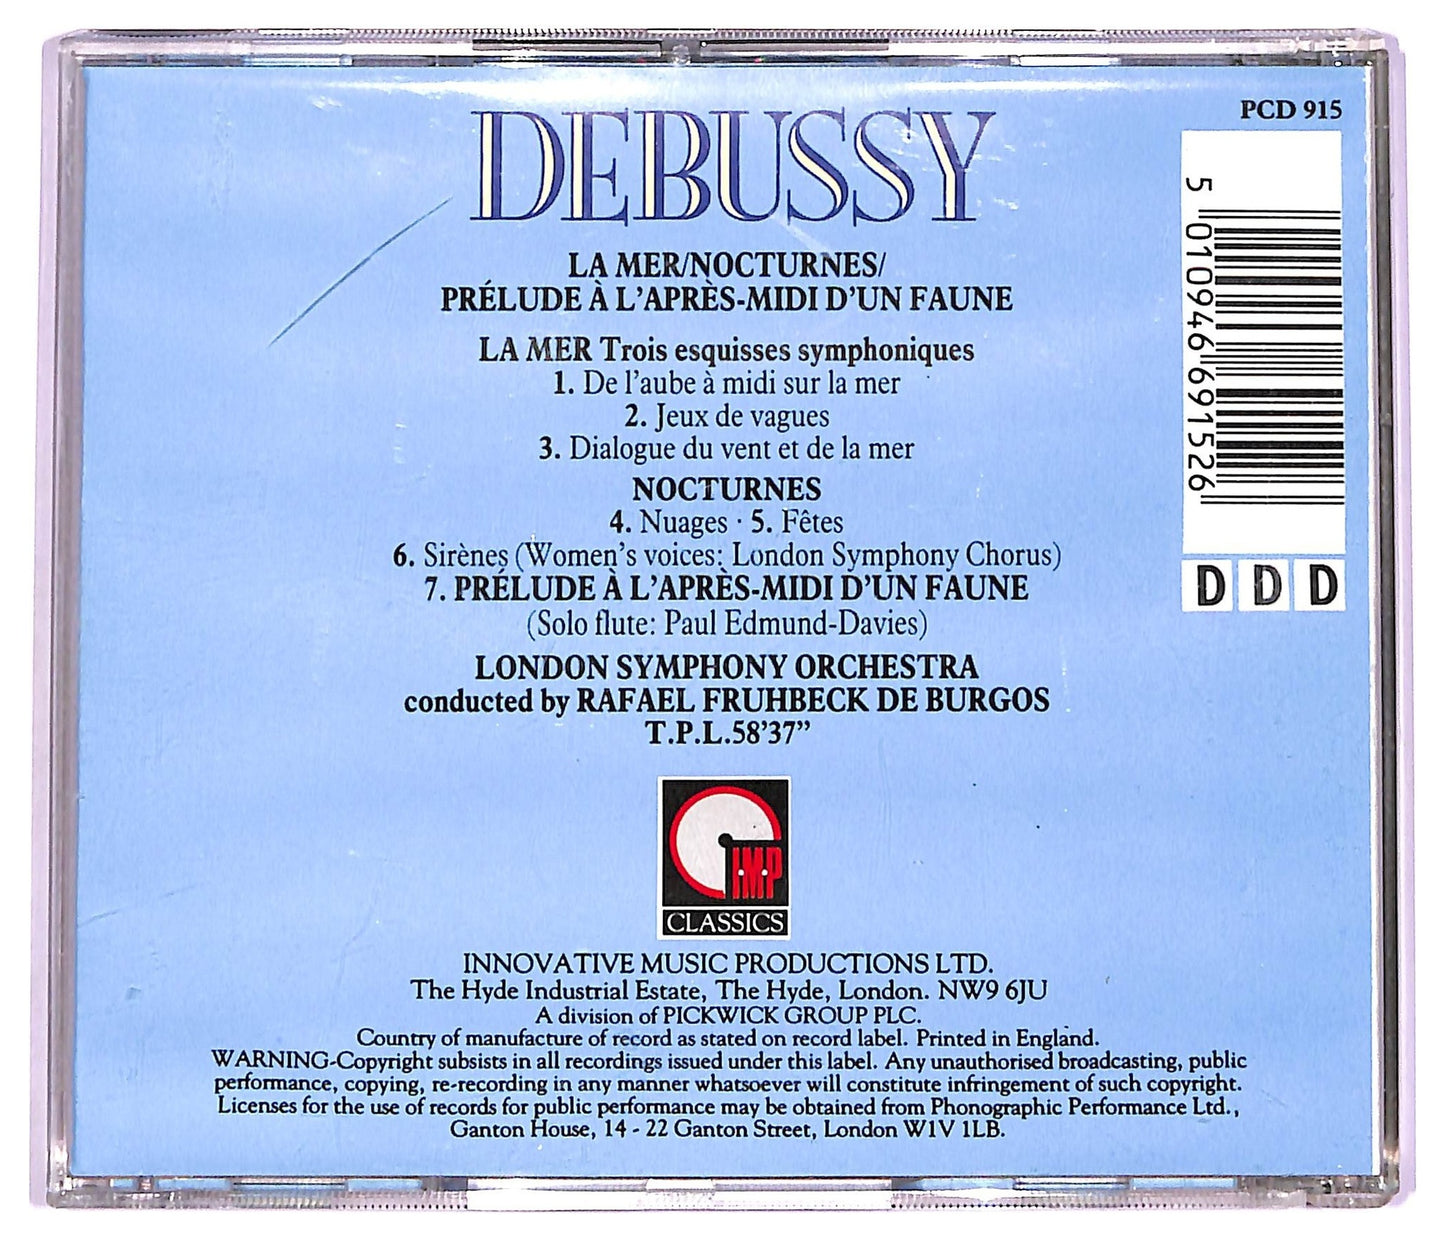 DEBUSSY
PCD 915
LA MER/NOCTURNES/
PRÉLUDE À L'APRÈS-MIDI D'UN FAUNE
LA MER Trois esquisses symphoniques
1. De l'aube à midi sur la mer
2. Jeux de vagues
3. Dialogue du vent et de la mer
NOCTURNES
4. Nuages · 5. Fêtes
6. Sirènes (Women's voices: London Symphony Chorus)
7. PRÉLUDE À L'APRÈS-MIDI D'UN FAUNE
(Solo flute: Paul Edmund-Davies)
LONDON SYMPHONY ORCHESTRA
conducted by RAFAEL FRUHBECK DE BURGOS
T.P.L.58'37"
5 010946 691526
D D D
I·M·P
CLASSICS
INNOVATIVE MUSIC PRODUCTIONS LTD.
The Hyde Industrial Estate, The Hyde, London. NW9 6JU
A division of PICKWICK GROUP PLC.
Country of manufacture of record as stated on record label. Printed in England.
WARNING-Copyright subsists in all recordings issued under this label. Any unauthorised broadcasting, public
performance, copying, re-recording in any manner whatsoever will constitute infringement of such copyright.
Licenses for the use of records for public performance may be obtained from Phonographic Performance Ltd.,
Ganton House, 14 - 22 Ganton Street, London W1V 1LB.